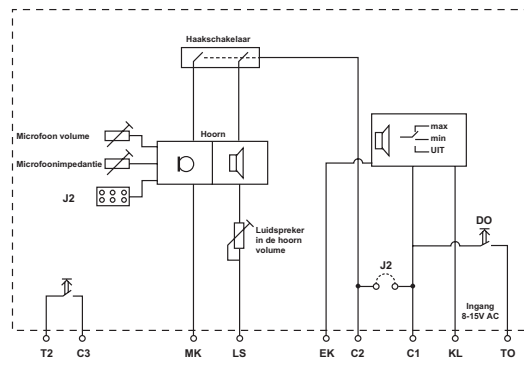 Haakschakelaar
max
min
UIT
Microfoon volume
Hoorn
Microfoonimpedantie
J2
Luidspreker
in de hoorn
volume
DO
J2
Ingang
8-15V AC
T2 C3 MK LS EK C2 C1 KL TO